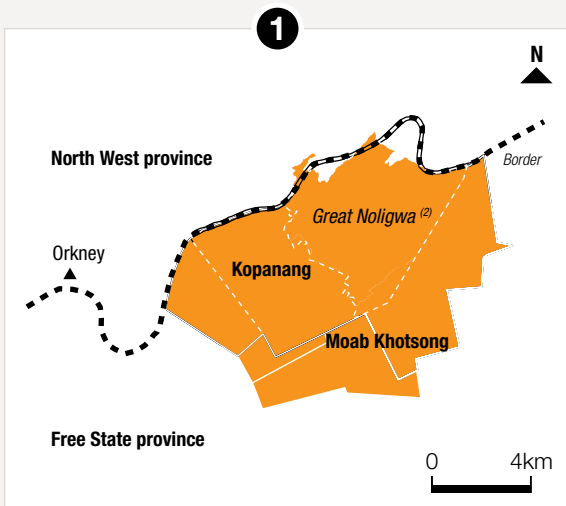 1
N
North West province
Border
Great Noligwa (2)
Orkney
Kopanang
Moab Khotsong
Free State province
0 4km